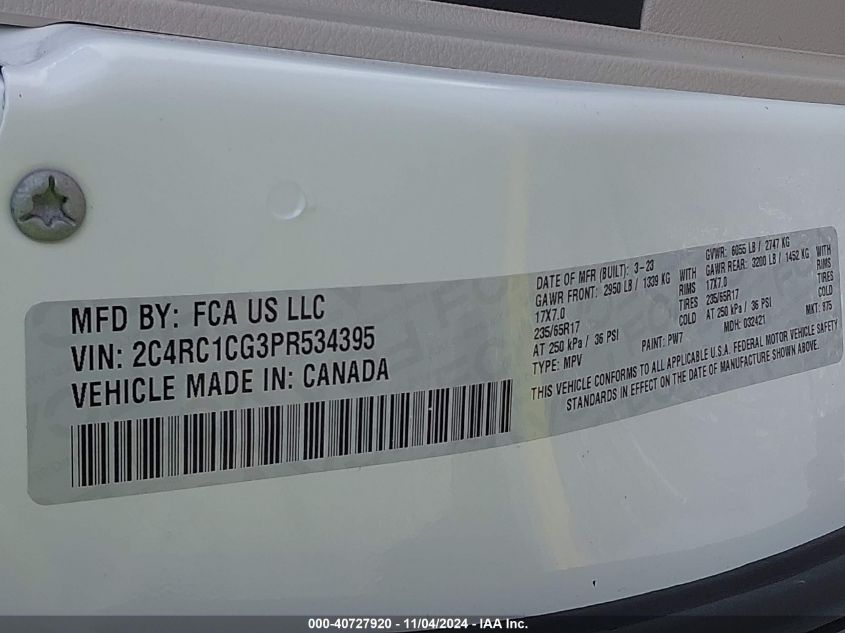 MFD BY: FCA US LLC
VIN: 2C4RC1CG3PR534395
VEHICLE MADE IN: CANADA
DATE OF MFR (BUILT): 3-23
GVWR: 6055 LB / 2747 KG
GAWR FRONT: 2950 LB / 1339 KG WITH
GAWR REAR: 3200 LB / 1452 KG WITH
17X7.0 RIMS
17X7.0 RIMS
235/65R17 TIRES
235/65R17 TIRES
AT 250 kPa / 36 PSI COLD
AT 250 kPa / 36 PSI COLD
TYPE: MPV PAINT: PW7 MDH: 032421 MKT:
THIS VEHICLE CONFORMS TO ALL APPLICABLE U.S.A. FEDERAL MOTOR VEHICLE SAFETY
STANDARDS IN EFFECT ON THE DATE OF MANUFACTURE SHOWN ABOVE.
000-40727920 - 11/04/2024 - IAA Inc.